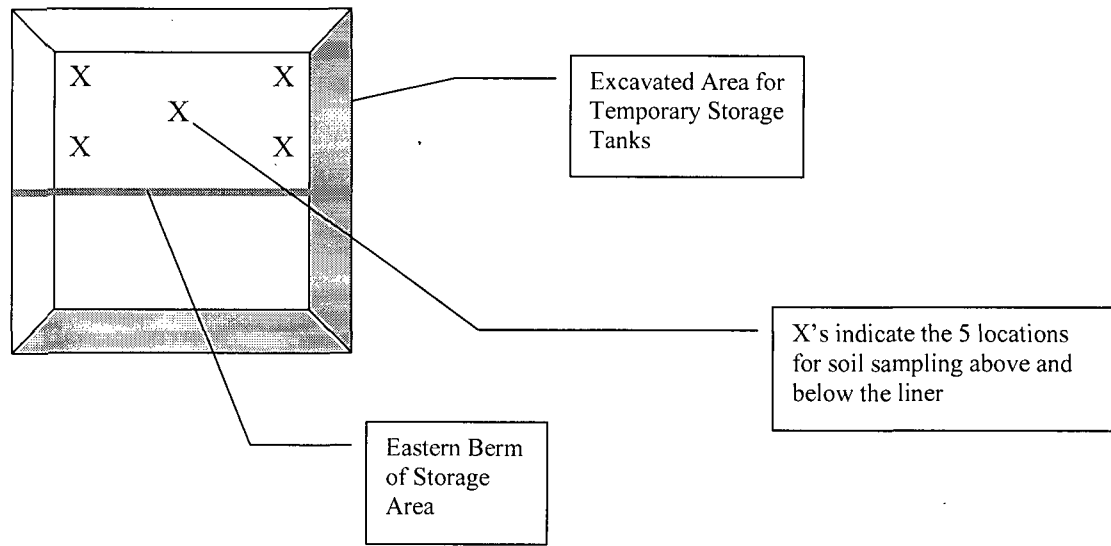 X X
X
X X
Excavated Area for
Temporary Storage
Tanks
X's indicate the 5 locations
for soil sampling above and
below the liner
Eastern Berm
of Storage
Area